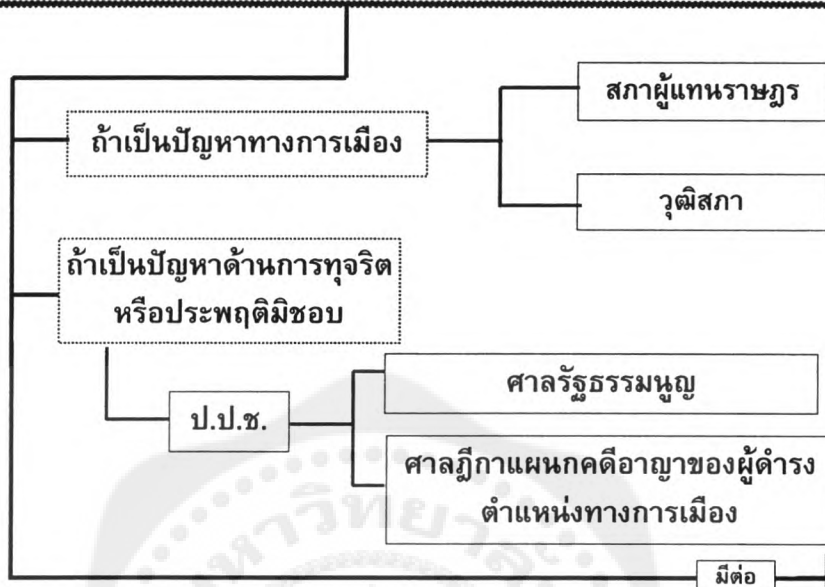 สภาผู้แทนราษฎร
ถ้าเป็นปัญหาทางการเมือง
วุฒิสภา
ถ้าเป็นปัญหาด้านการทุจริต
หรือประพฤติมิชอบ
ศาลรัฐธรรมนูญ
ป.ป.ช.
ศาลฎีกาแผนกคดีอาญาของผู้ดำรง
ตำแหน่งทางการเมือง
มีต่อ